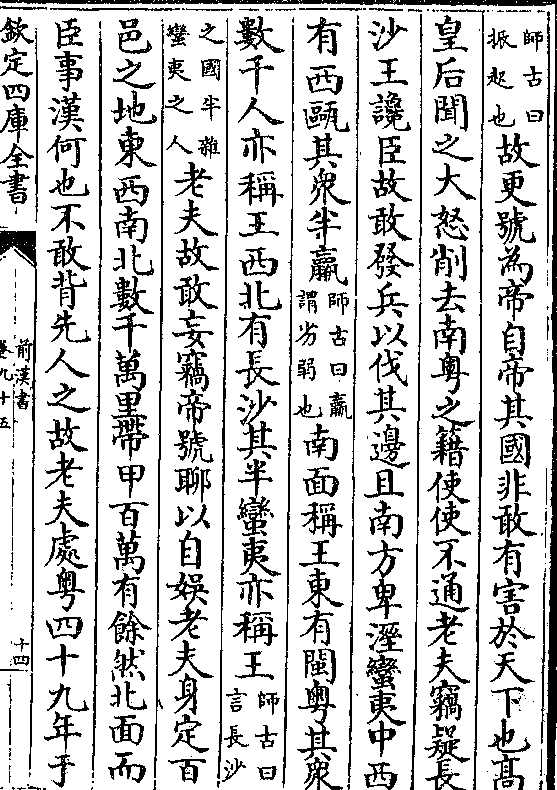 師古曰振起也故更號為帝自帝其國非敢有害於天下也髙
皇后聞之大怒削去南粤之籍使使不通老夫竊疑長
沙王讒臣故敢發兵以伐其邊且南方卑溼蠻夷中西
有西甌其衆半羸師古曰羸謂劣弱也南面稱王東有閩粤其衆
數千人亦稱王西北有長沙其半蠻夷亦稱王師古曰言長沙
之國半雜蠻夷之人老夫故敢妄竊帝號聊以自娱老夫身定百
邑之地東西南北數千萬里帶甲百萬有餘然北面而
臣事漢何也不敢背先人之故老夫處粤四十九年于
欽定四庫全書
前漢書
卷九十五
十四